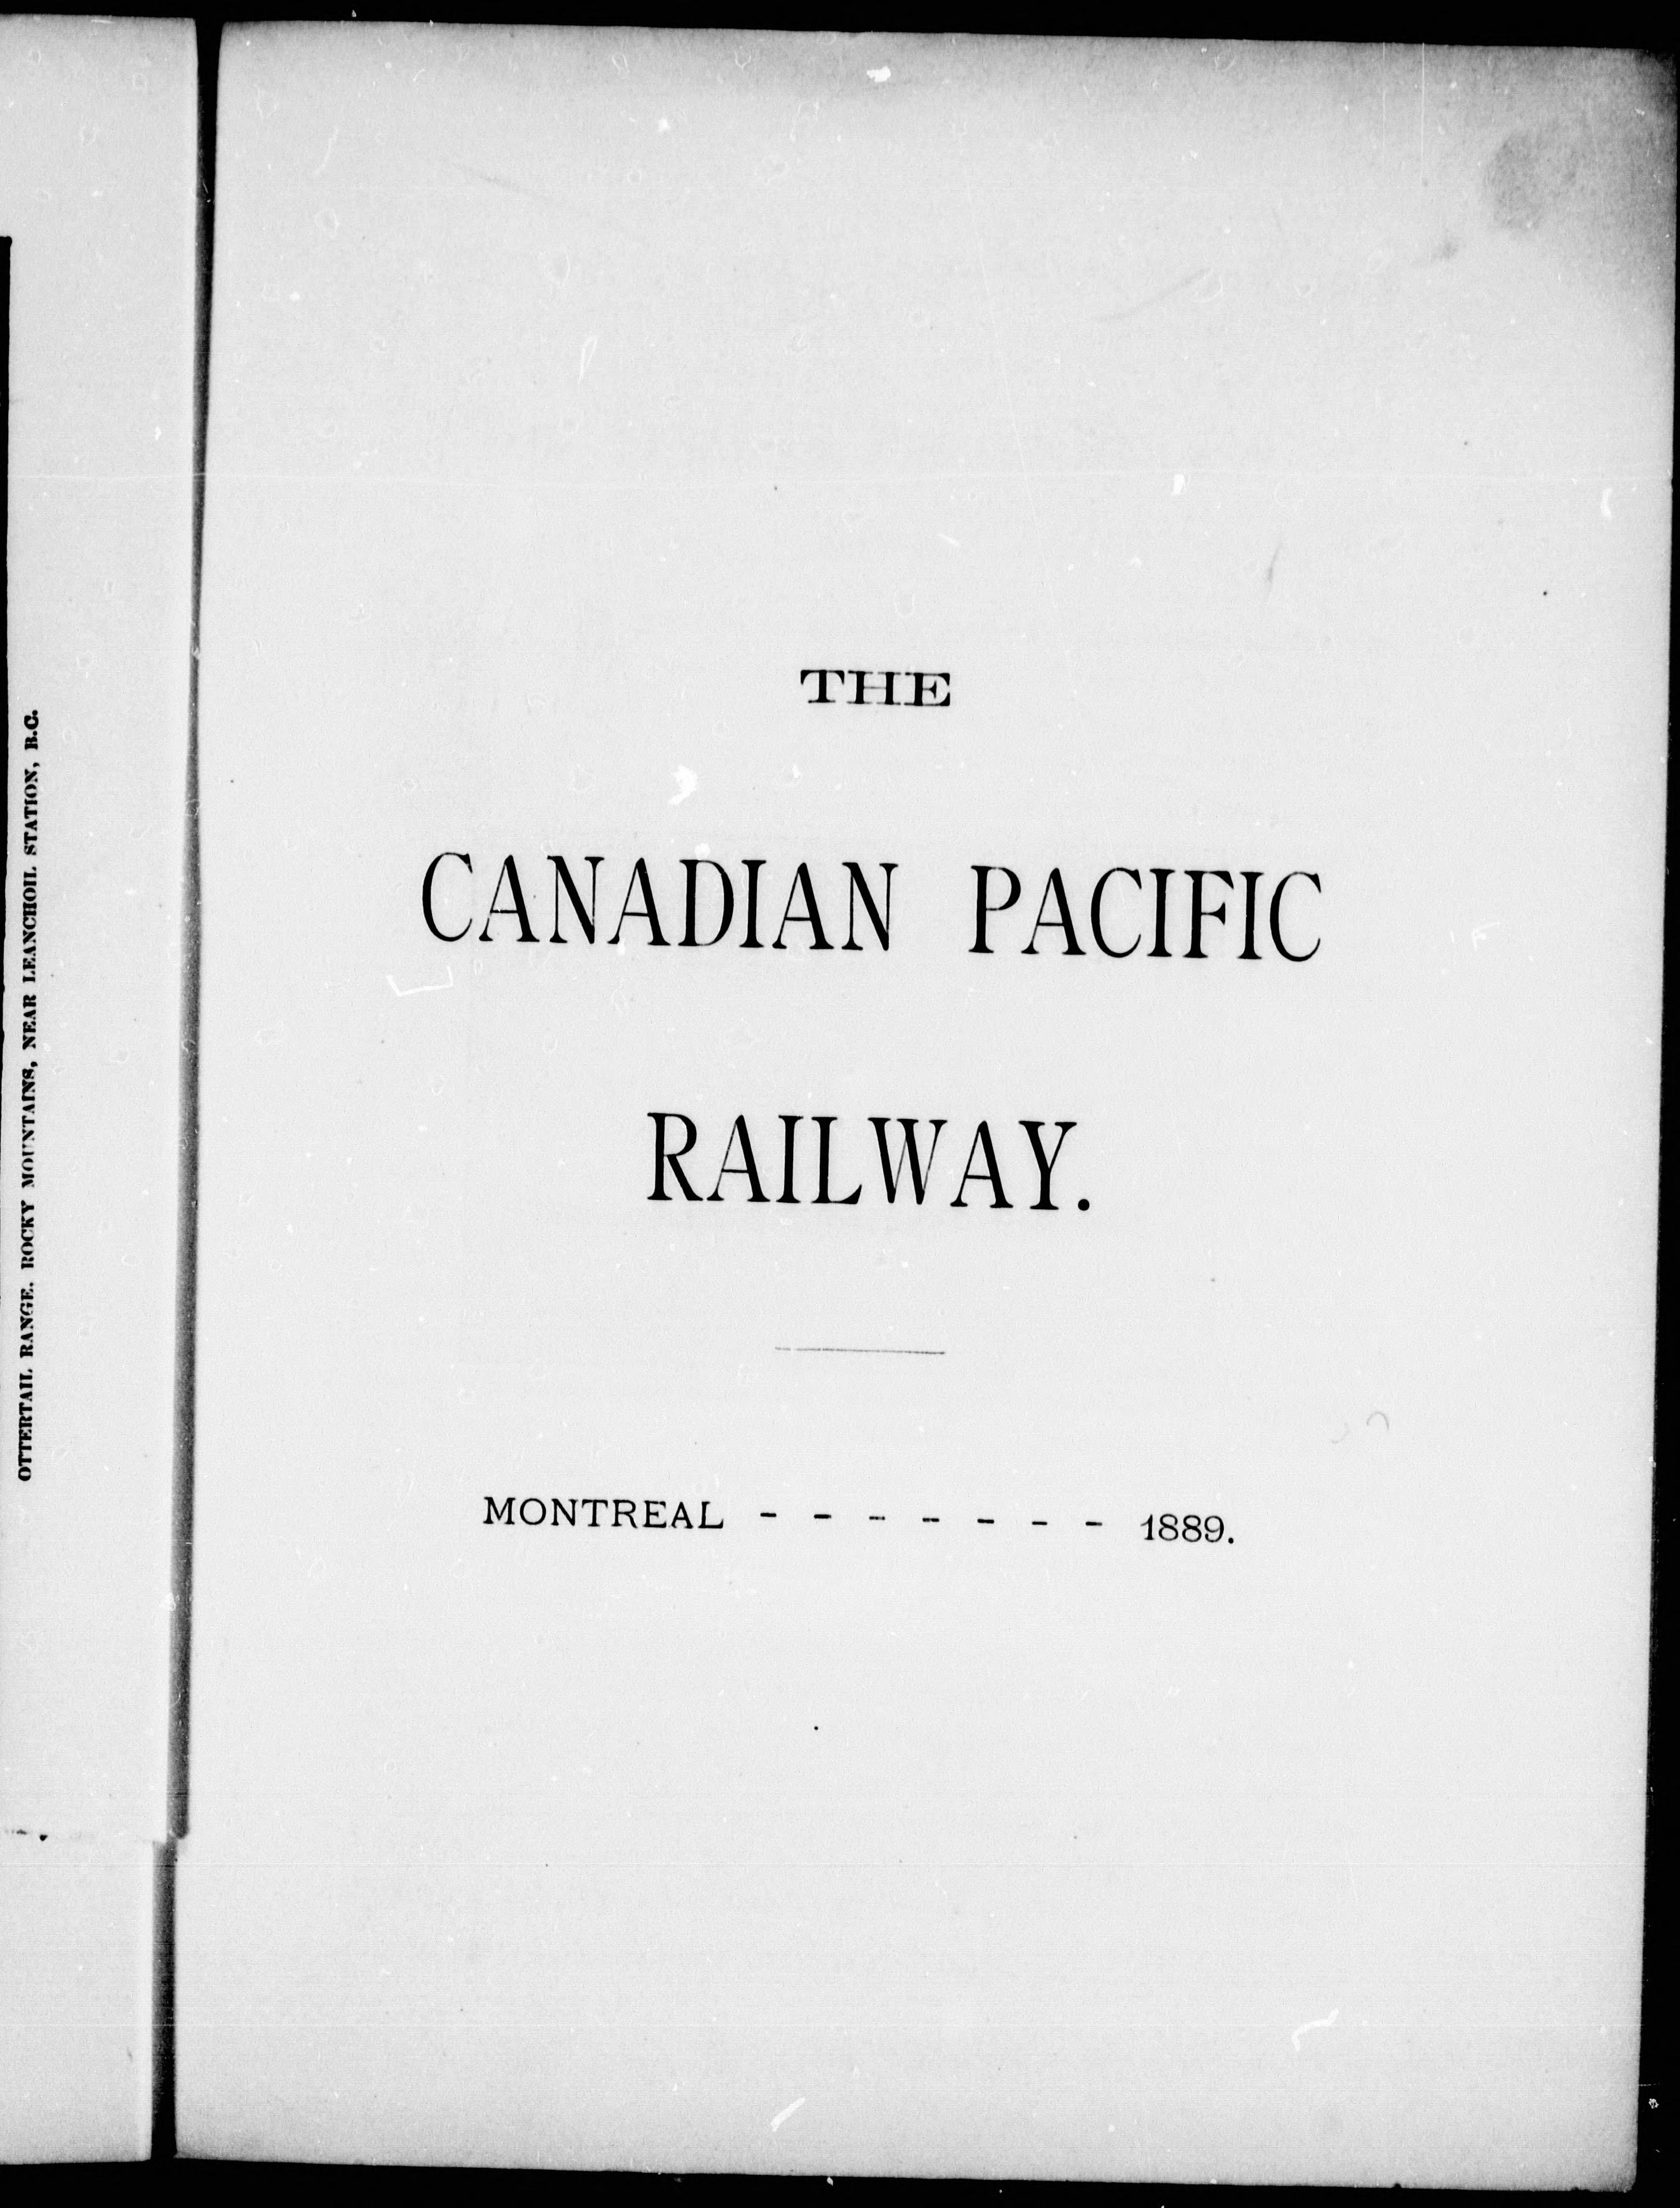 OTTERTAIL RANGE. ROCKY MOUNTAINS, NEAR LEANCHOIL STATION, B.C.
THE
CANADIAN PACIFIC
RAILWAY.
MONTREAL - - - - - - - 1889.